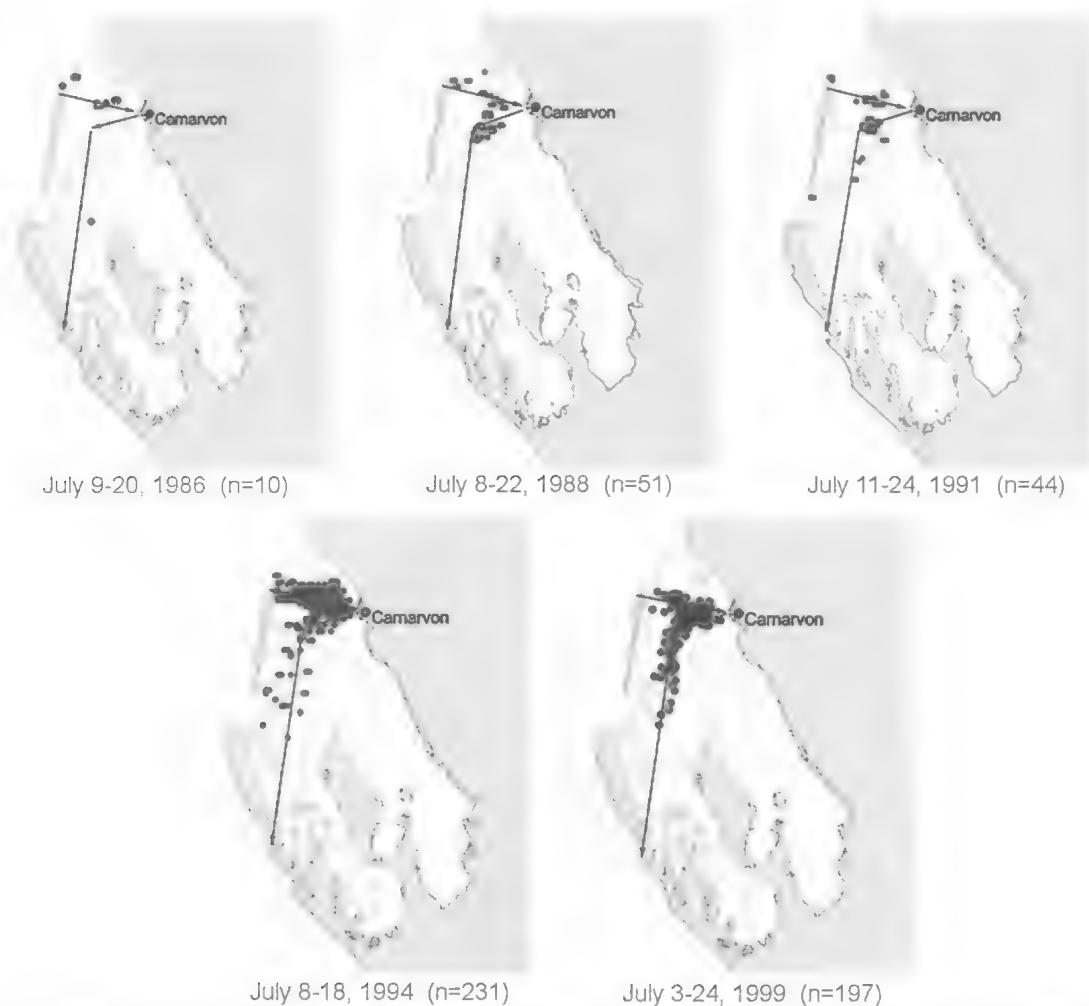 Carnarvon
Carnarvon
Carnarvon
July 9-20, 1986 (n=10)
July 8-22, 1988 (n=51)
July 11-24, 1991 (n=44)
Carnarvon
Carnarvon
July 8-18, 1994 (n=231)
July 3-24, 1999 (n=197)